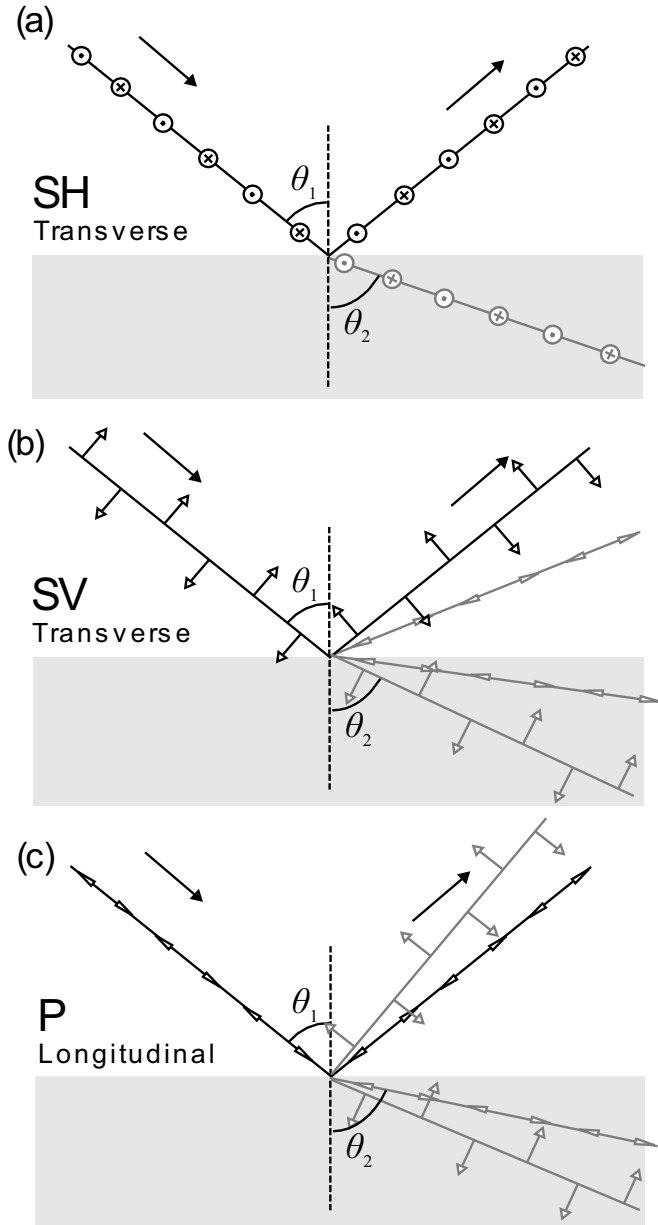 (a)
θ₁
SH
Transverse
θ₂
(b)
θ₁
SV
Transverse
θ₂
(c)
θ₁
P
Longitudinal
θ₂